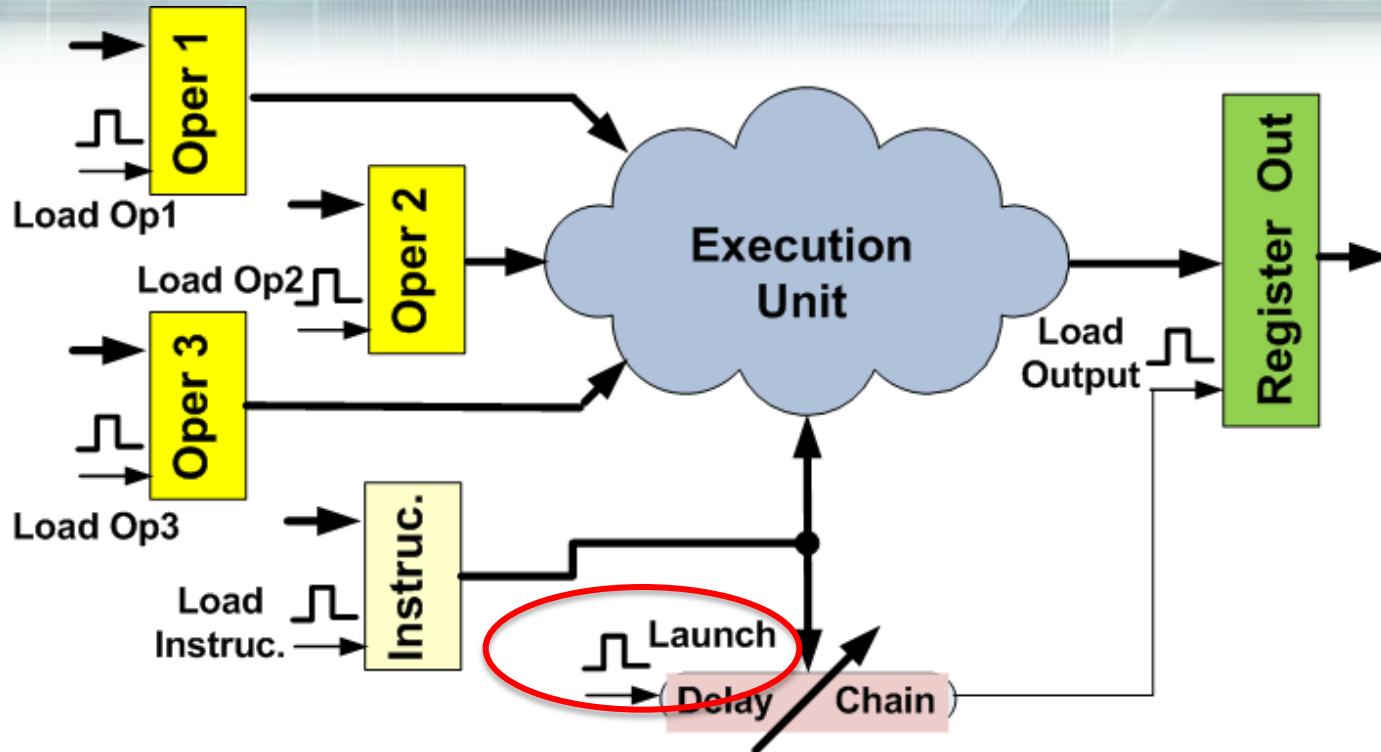 Oper 1
Load Op1
Oper 2
Load Op2
Oper 3
Load Op3
Execution
Unit
Register Out
Load
Output
Instruc.
Load
Instruc.
Launch
Delay Chain